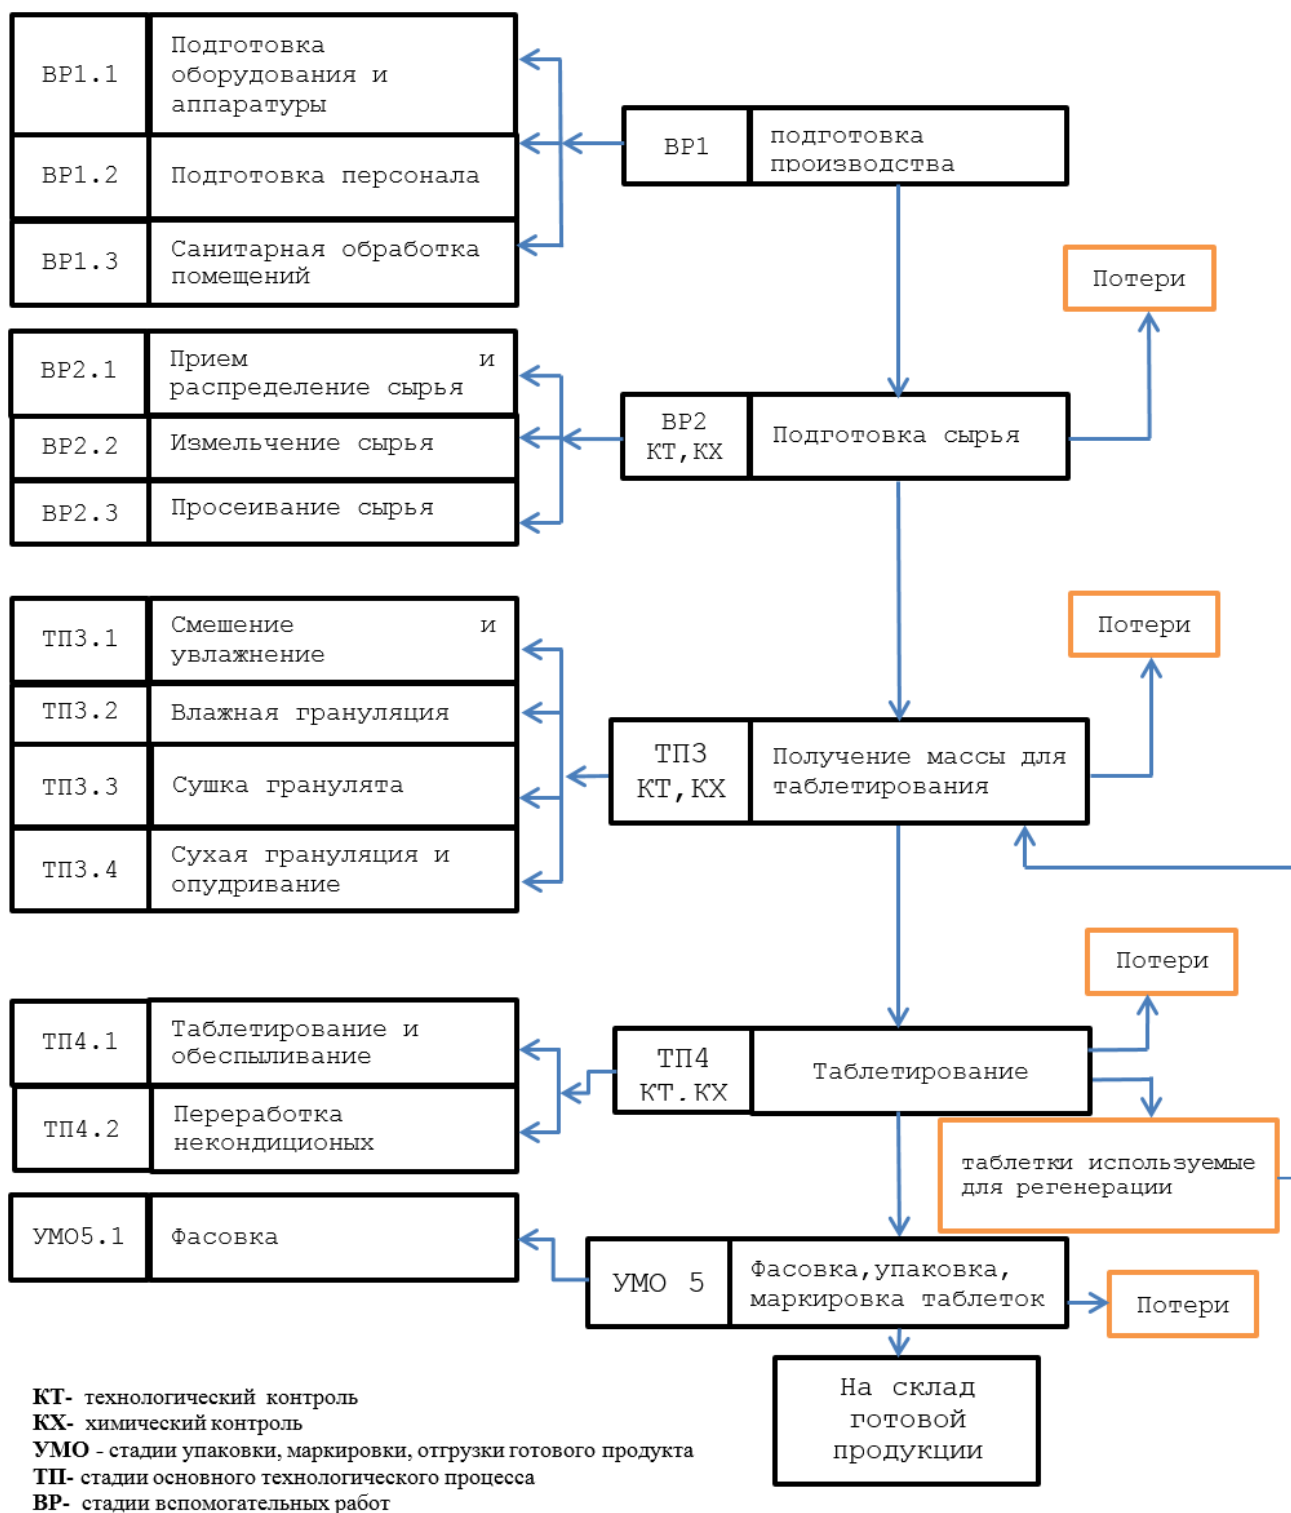 ВР1.1
Подготовка
оборудования и
аппаратуры
ВР1.2
Подготовка персонала
ВР1.3
Санитарная обработка
помещений
ВР1
подготовка
производства
Потери
ВР2.1
Прием и
распределение сырья
ВР2.2
Измельчение сырья
ВР2.3
Просеивание сырья
ВР2
КТ,КХ
Подготовка сырья
Потери
ТП3.1
Смешение и
увлажнение
ТП3.2
Влажная грануляция
ТП3.3
Сушка гранулята
ТП3.4
Сухая грануляция и
опудривание
ТП3
КТ,КХ
Получение массы для
таблетирования
Потери
ТП4.1
Таблетирование и
обеспыливание
ТП4.2
Переработка
некондиционых
ТП4
КТ.КХ
Таблетирование
таблетки используемые
для регенерации
УМО5.1
Фасовка
УМО 5
Фасовка,упаковка,
маркировка таблеток
Потери
На склад
готовой
продукции
КТ- технологический контроль
КХ- химический контроль
УМО - стадии упаковки, маркировки, отгрузки готового продукта
ТП- стадии основного технологического процесса
ВР- стадии вспомогательных работ